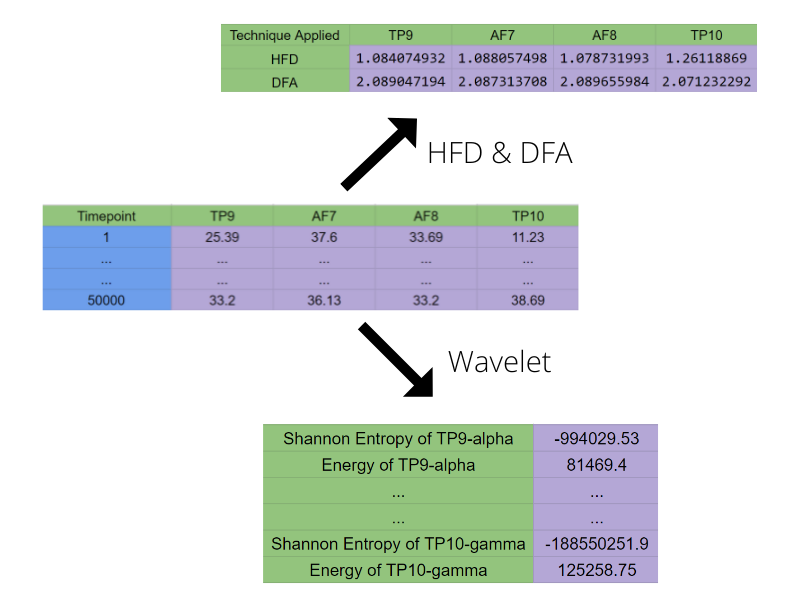 Technique Applied TP9 AF7 AF8 TP10
HFD 1.084074932 1.088057498 1.078731993 1.26118869
DFA 2.089047194 2.087313708 2.089655984 2.071232292
HFD & DFA
Timepoint TP9 AF7 AF8 TP10
1 25.39 37.6 33.69 11.23
... ... ... ... ...
... ... ... ... ...
50000 33.2 36.13 33.2 38.69
Wavelet
Shannon Entropy of TP9-alpha -994029.53
Energy of TP9-alpha 81469.4
... ...
... ...
Shannon Entropy of TP10-gamma -188550251.9
Energy of TP10-gamma 125258.75